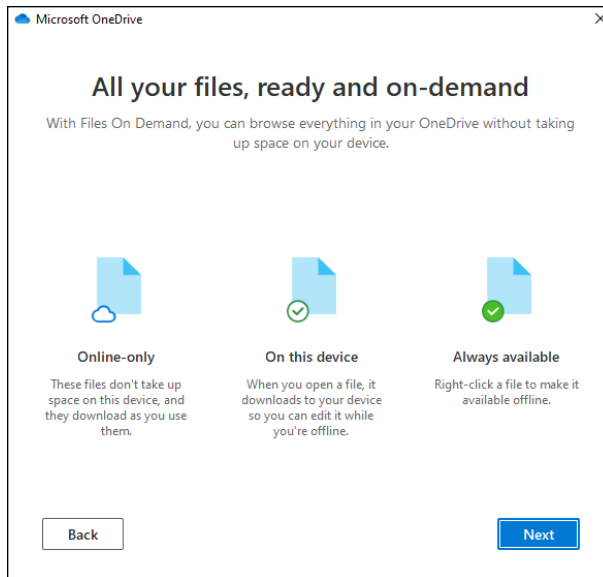 Microsoft OneDrive
All your files, ready and on-demand
With Files On Demand, you can browse everything in your OneDrive without taking
up space on your device.
Online-only
These files don't take up
space on this device, and
they download as you use
them.
On this device
When you open a file, it
downloads to your device
so you can edit it while
you're offline.
Always available
Right-click a file to make it
available offline.
Back
Next